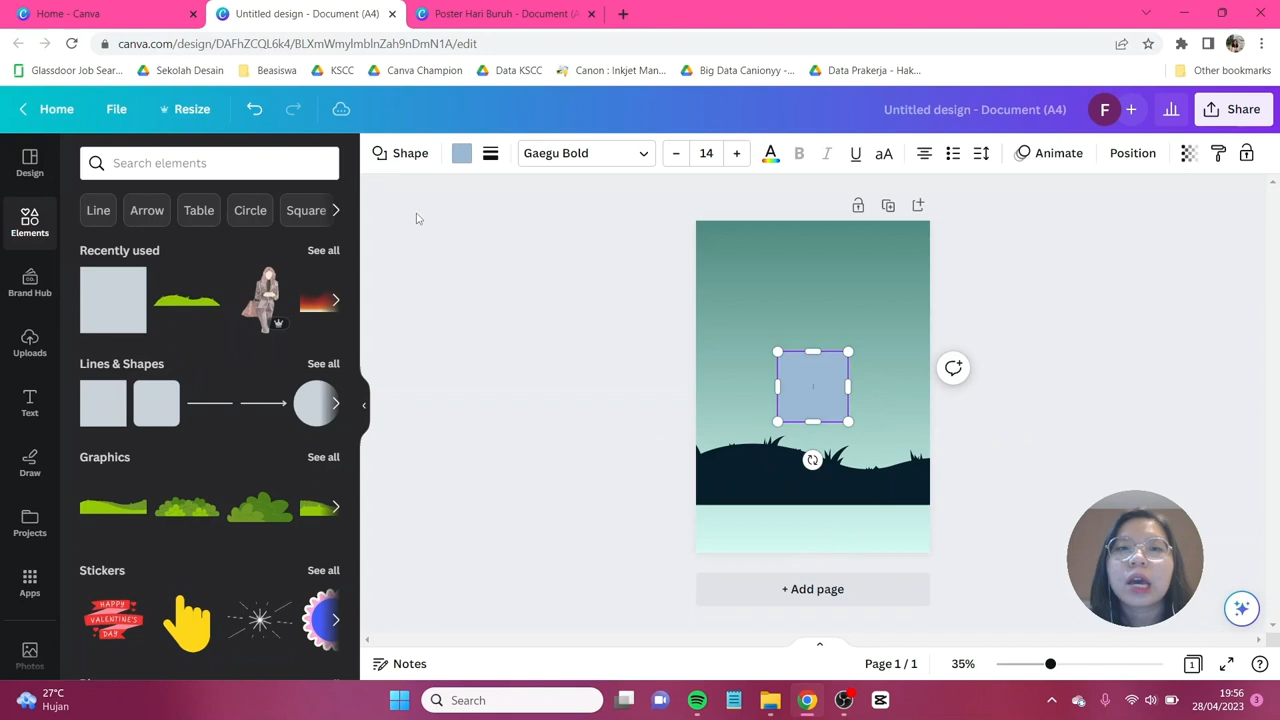 Home - Canva
Untitled design - Document (A4)
Poster Hari Buruh - Document (A
canva.com/design/DAFhZCQL6k4/BLXmWmylmblnZah9nDmN1A/edit
Glassdoor Job Sear...
Sekolah Desain
Beasiswa
KSCC
Canva Champion
Data KSCC
Canon : Inkjet Man...
Big Data Canionyy -...
Data Prakerja - Hak...
Other bookmarks
Home
File
Resize
Untitled design - Document (A4)
F
Share
Design
Elements
Brand Hub
Uploads
Text
Draw
Projects
Apps
Photos
Search elements
Line
Arrow
Table
Circle
Square
Recently used
See all
Lines & Shapes
See all
Graphics
See all
Stickers
See all
HAPPY
VALENTINE'S
DAY
Shape
Gaegu Bold
14
A
B
I
U
aA
Animate
Position
+ Add page
Notes
Page 1 / 1
35%
1
27°C
Hujan
Search
19:56
28/04/2023
3